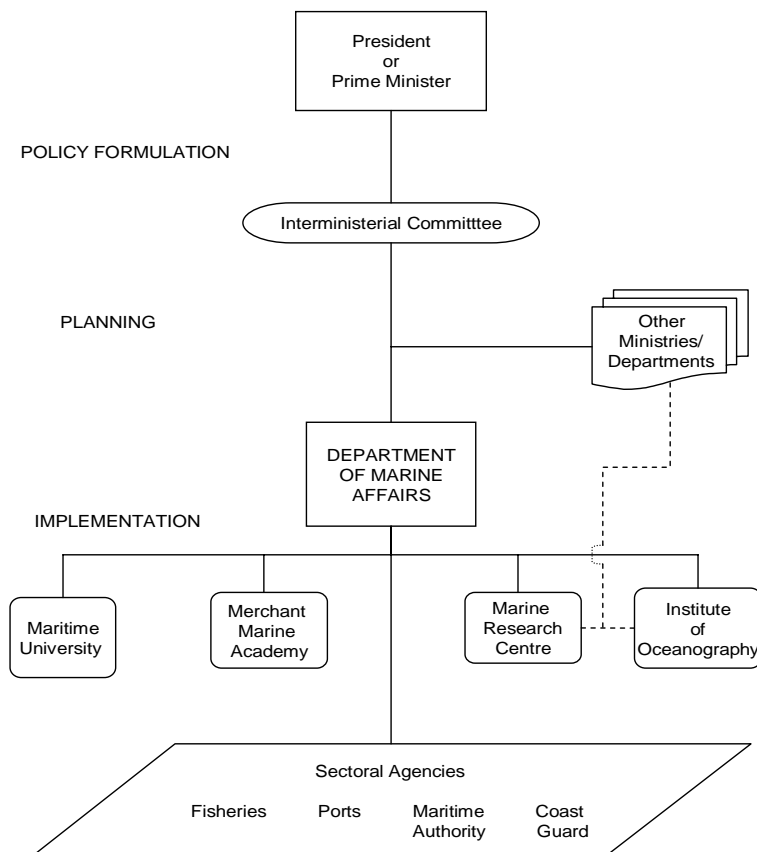 President
or
Prime Minister
POLICY FORMULATION
Interministerial Committtee
PLANNING
Other
Ministries/
Departments
DEPARTMENT
OF MARINE
AFFAIRS
IMPLEMENTATION
Maritime
University
Merchant
Marine
Academy
Marine
Research
Centre
Institute
of
Oceanography
Sectoral Agencies
Fisheries
Ports
Maritime
Authority
Coast
Guard